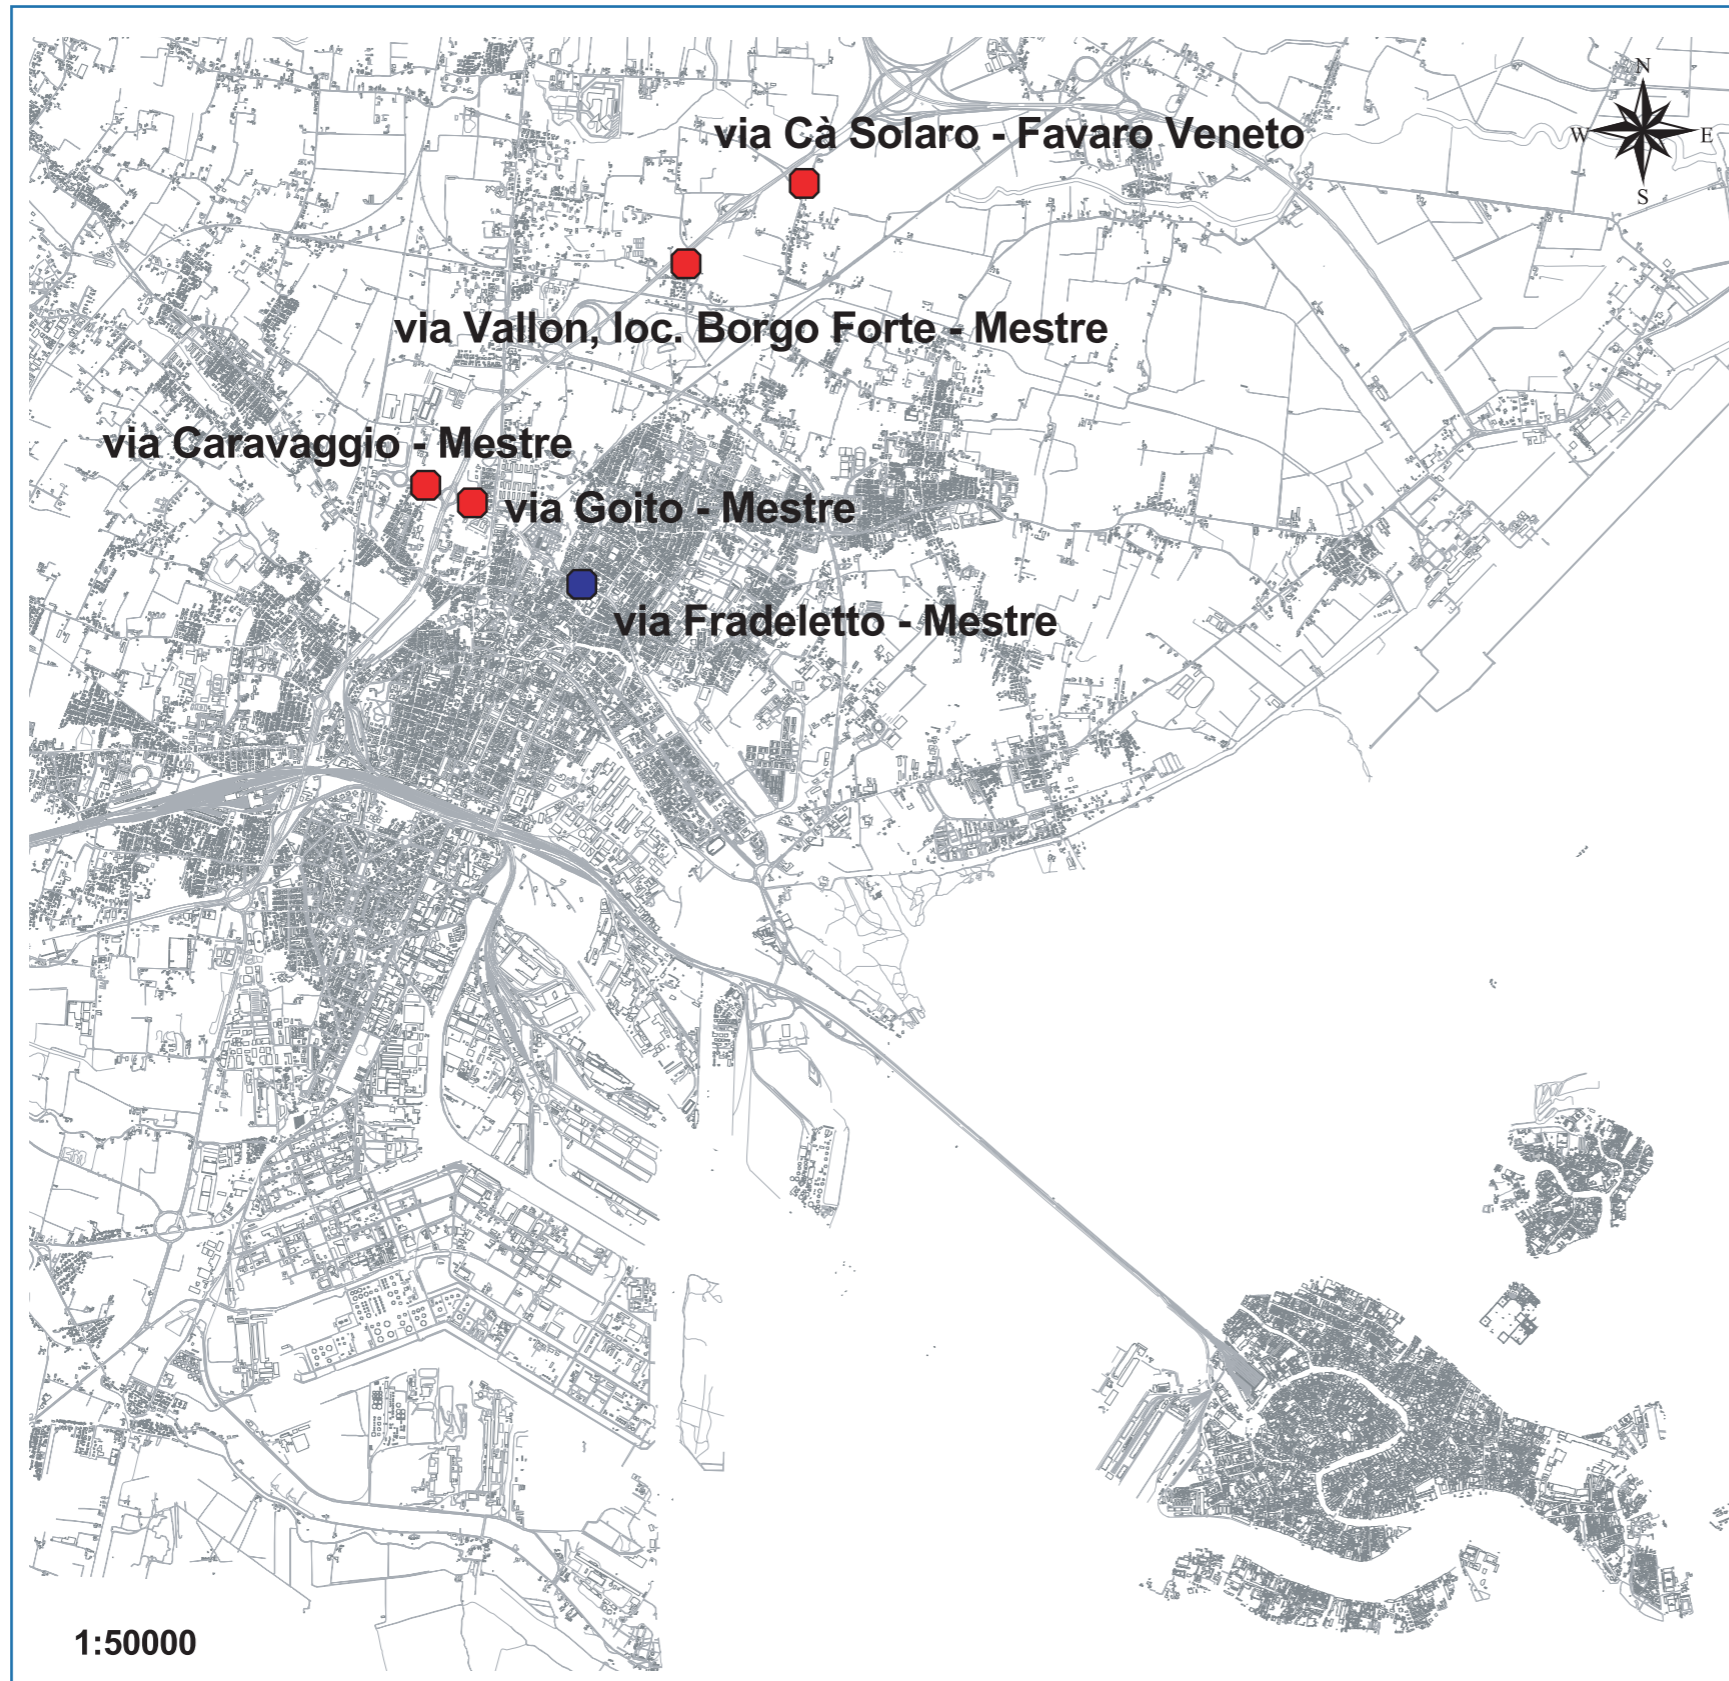 N
via Cà Solaro - Favaro Veneto
W
E
S
via Vallon, loc. Borgo Forte - Mestre
via Caravaggio - Mestre
via Goito - Mestre
via Fradeletto - Mestre
1:50000